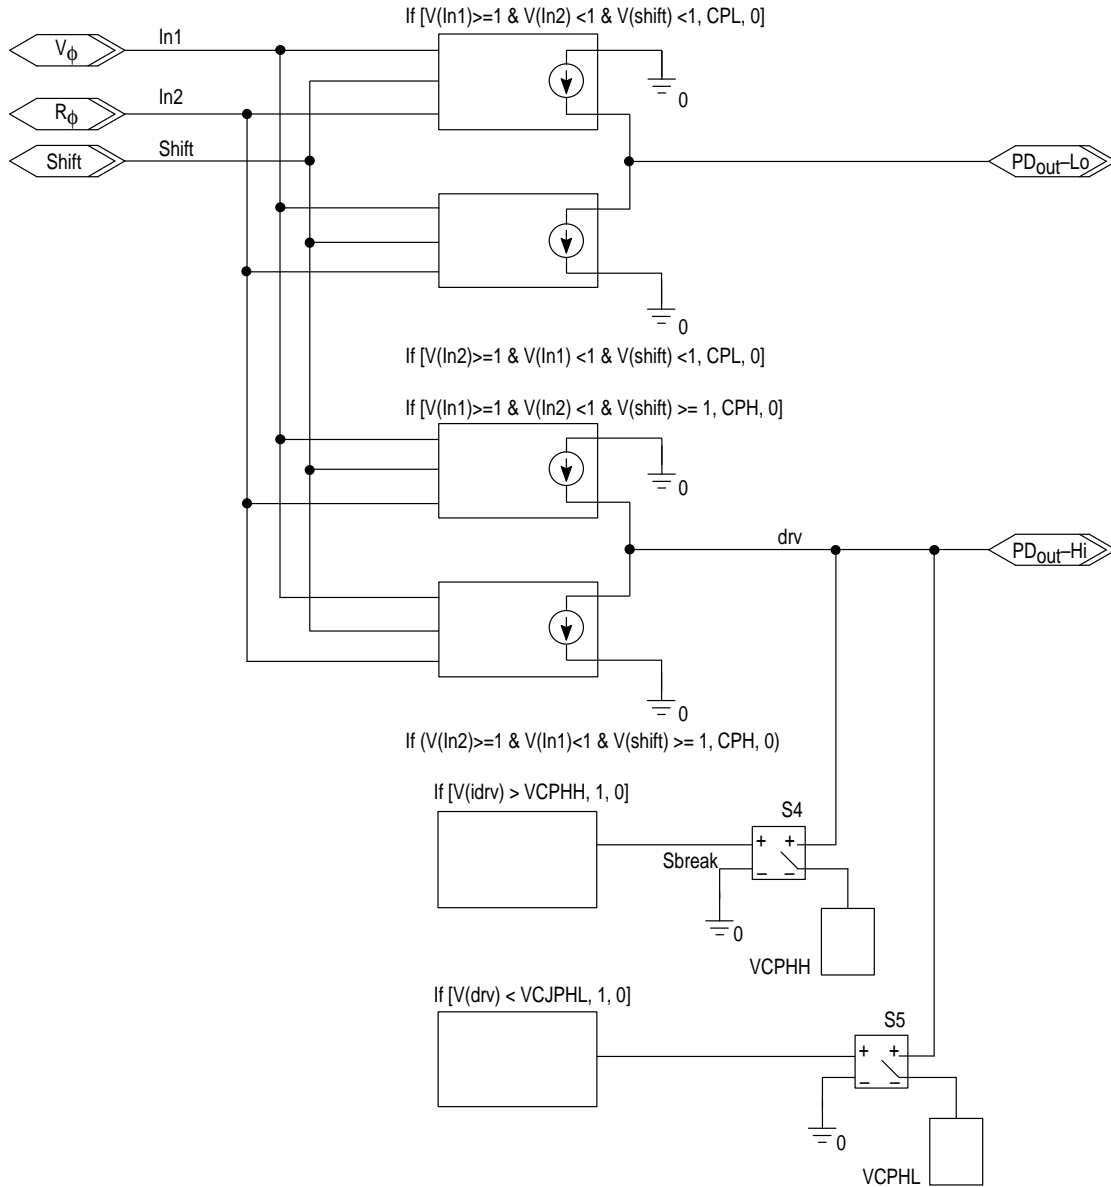 If [V(In1)>=1 & V(In2) <1 & V(shift) <1, CPL, 0]
Vϕ
In1
0
Rϕ
In2
Shift
Shift
PDout–Lo
0
If [V(In2)>=1 & V(In1) <1 & V(shift) <1, CPL, 0]
If [V(In1)>=1 & V(In2) <1 & V(shift) >= 1, CPH, 0]
0
drv
PDout–Hi
0
If (V(In2)>=1 & V(In1)<1 & V(shift) >= 1, CPH, 0)
If [V(idrv) > VCPHH, 1, 0]
S4
+ +
Sbreak
– –
0
VCPHH
If [V(drv) < VCJPHL, 1, 0]
S5
+ +
– –
0
VCPHL